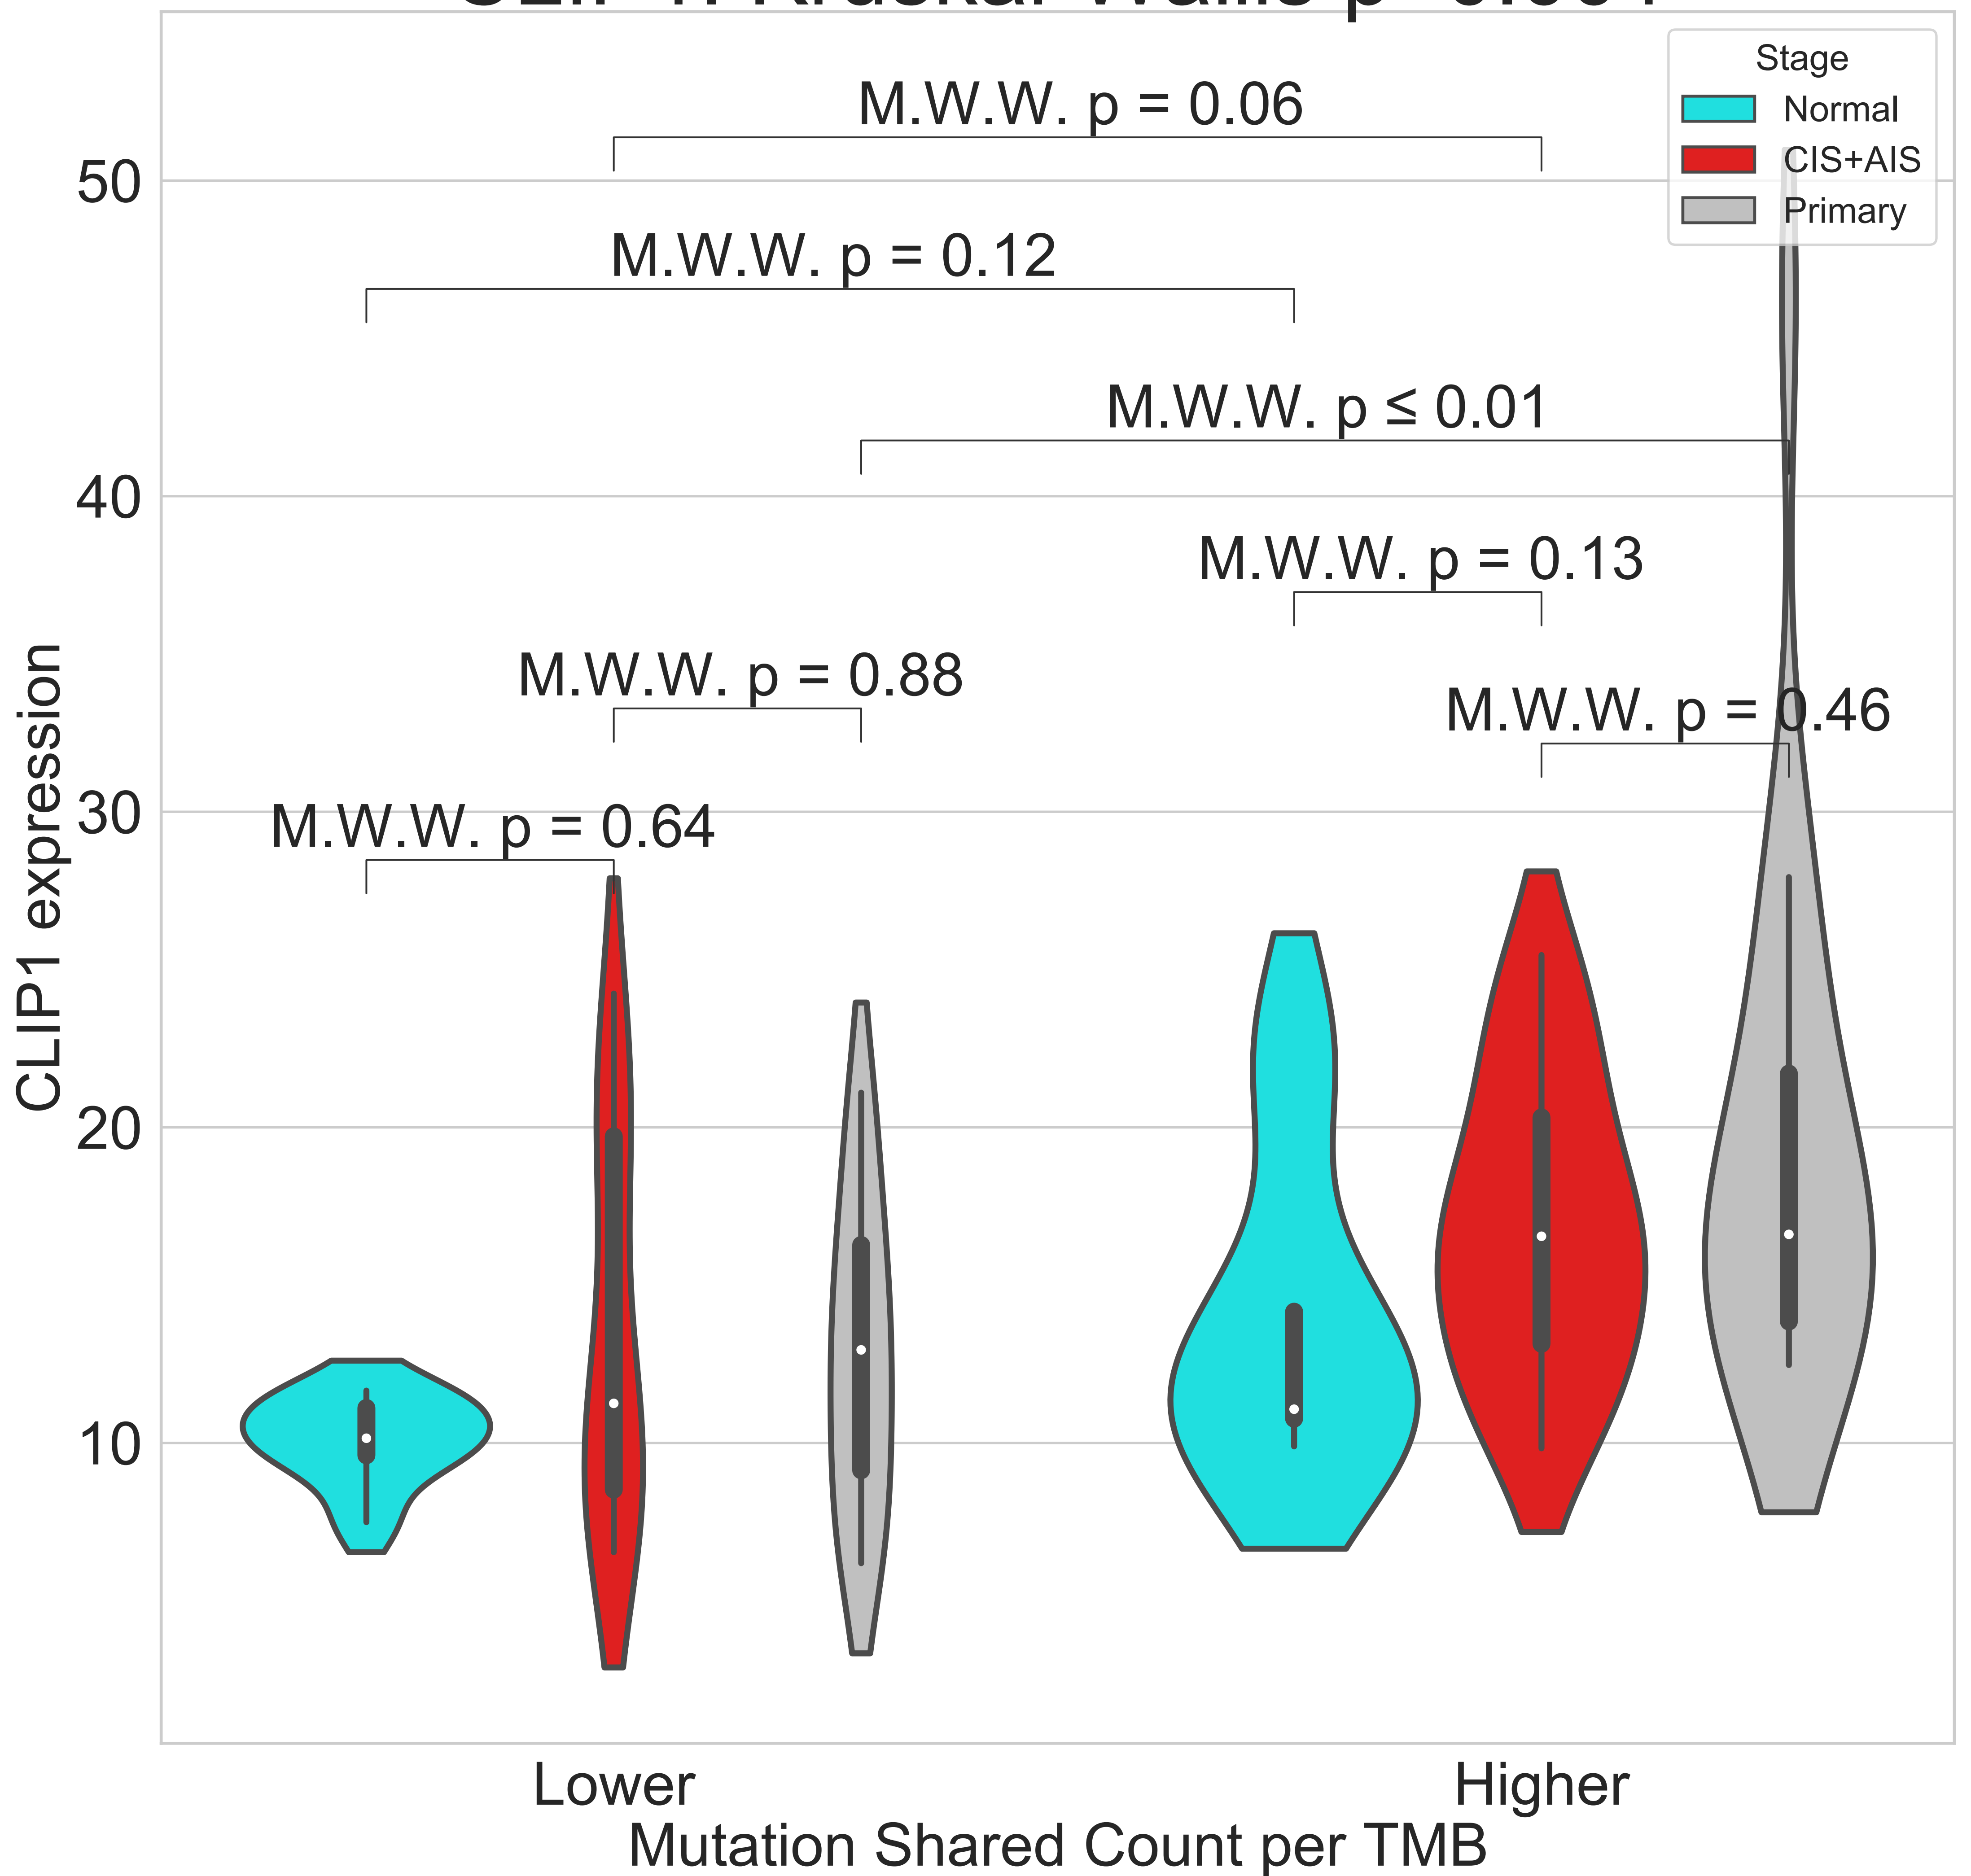 Stage
Normal
CIS+AIS
Primary
M.W.W. p = 0.06
M.W.W. p = 0.12
M.W.W. p ≤ 0.01
M.W.W. p = 0.13
M.W.W. p = 0.88
M.W.W. p = 0.46
M.W.W. p = 0.64
50
40
30
20
10
CLIP1 expression
Lower
Higher
Mutation Shared Count per TMB